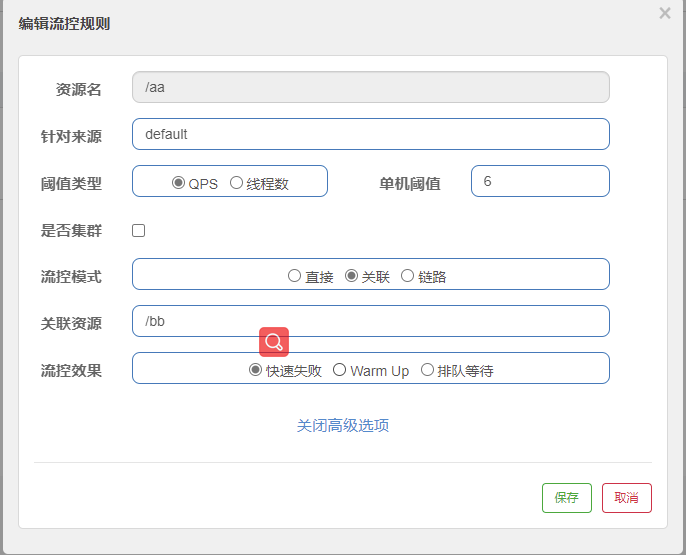 编辑流控规则 ×
资源名 /aa
针对来源 default
阈值类型 QPS 线程数 单机阈值 6
是否集群
流控模式 直接 关联 链路
关联资源 /bb
流控效果 快速失败 Warm Up 排队等待
关闭高级选项
保存 取消